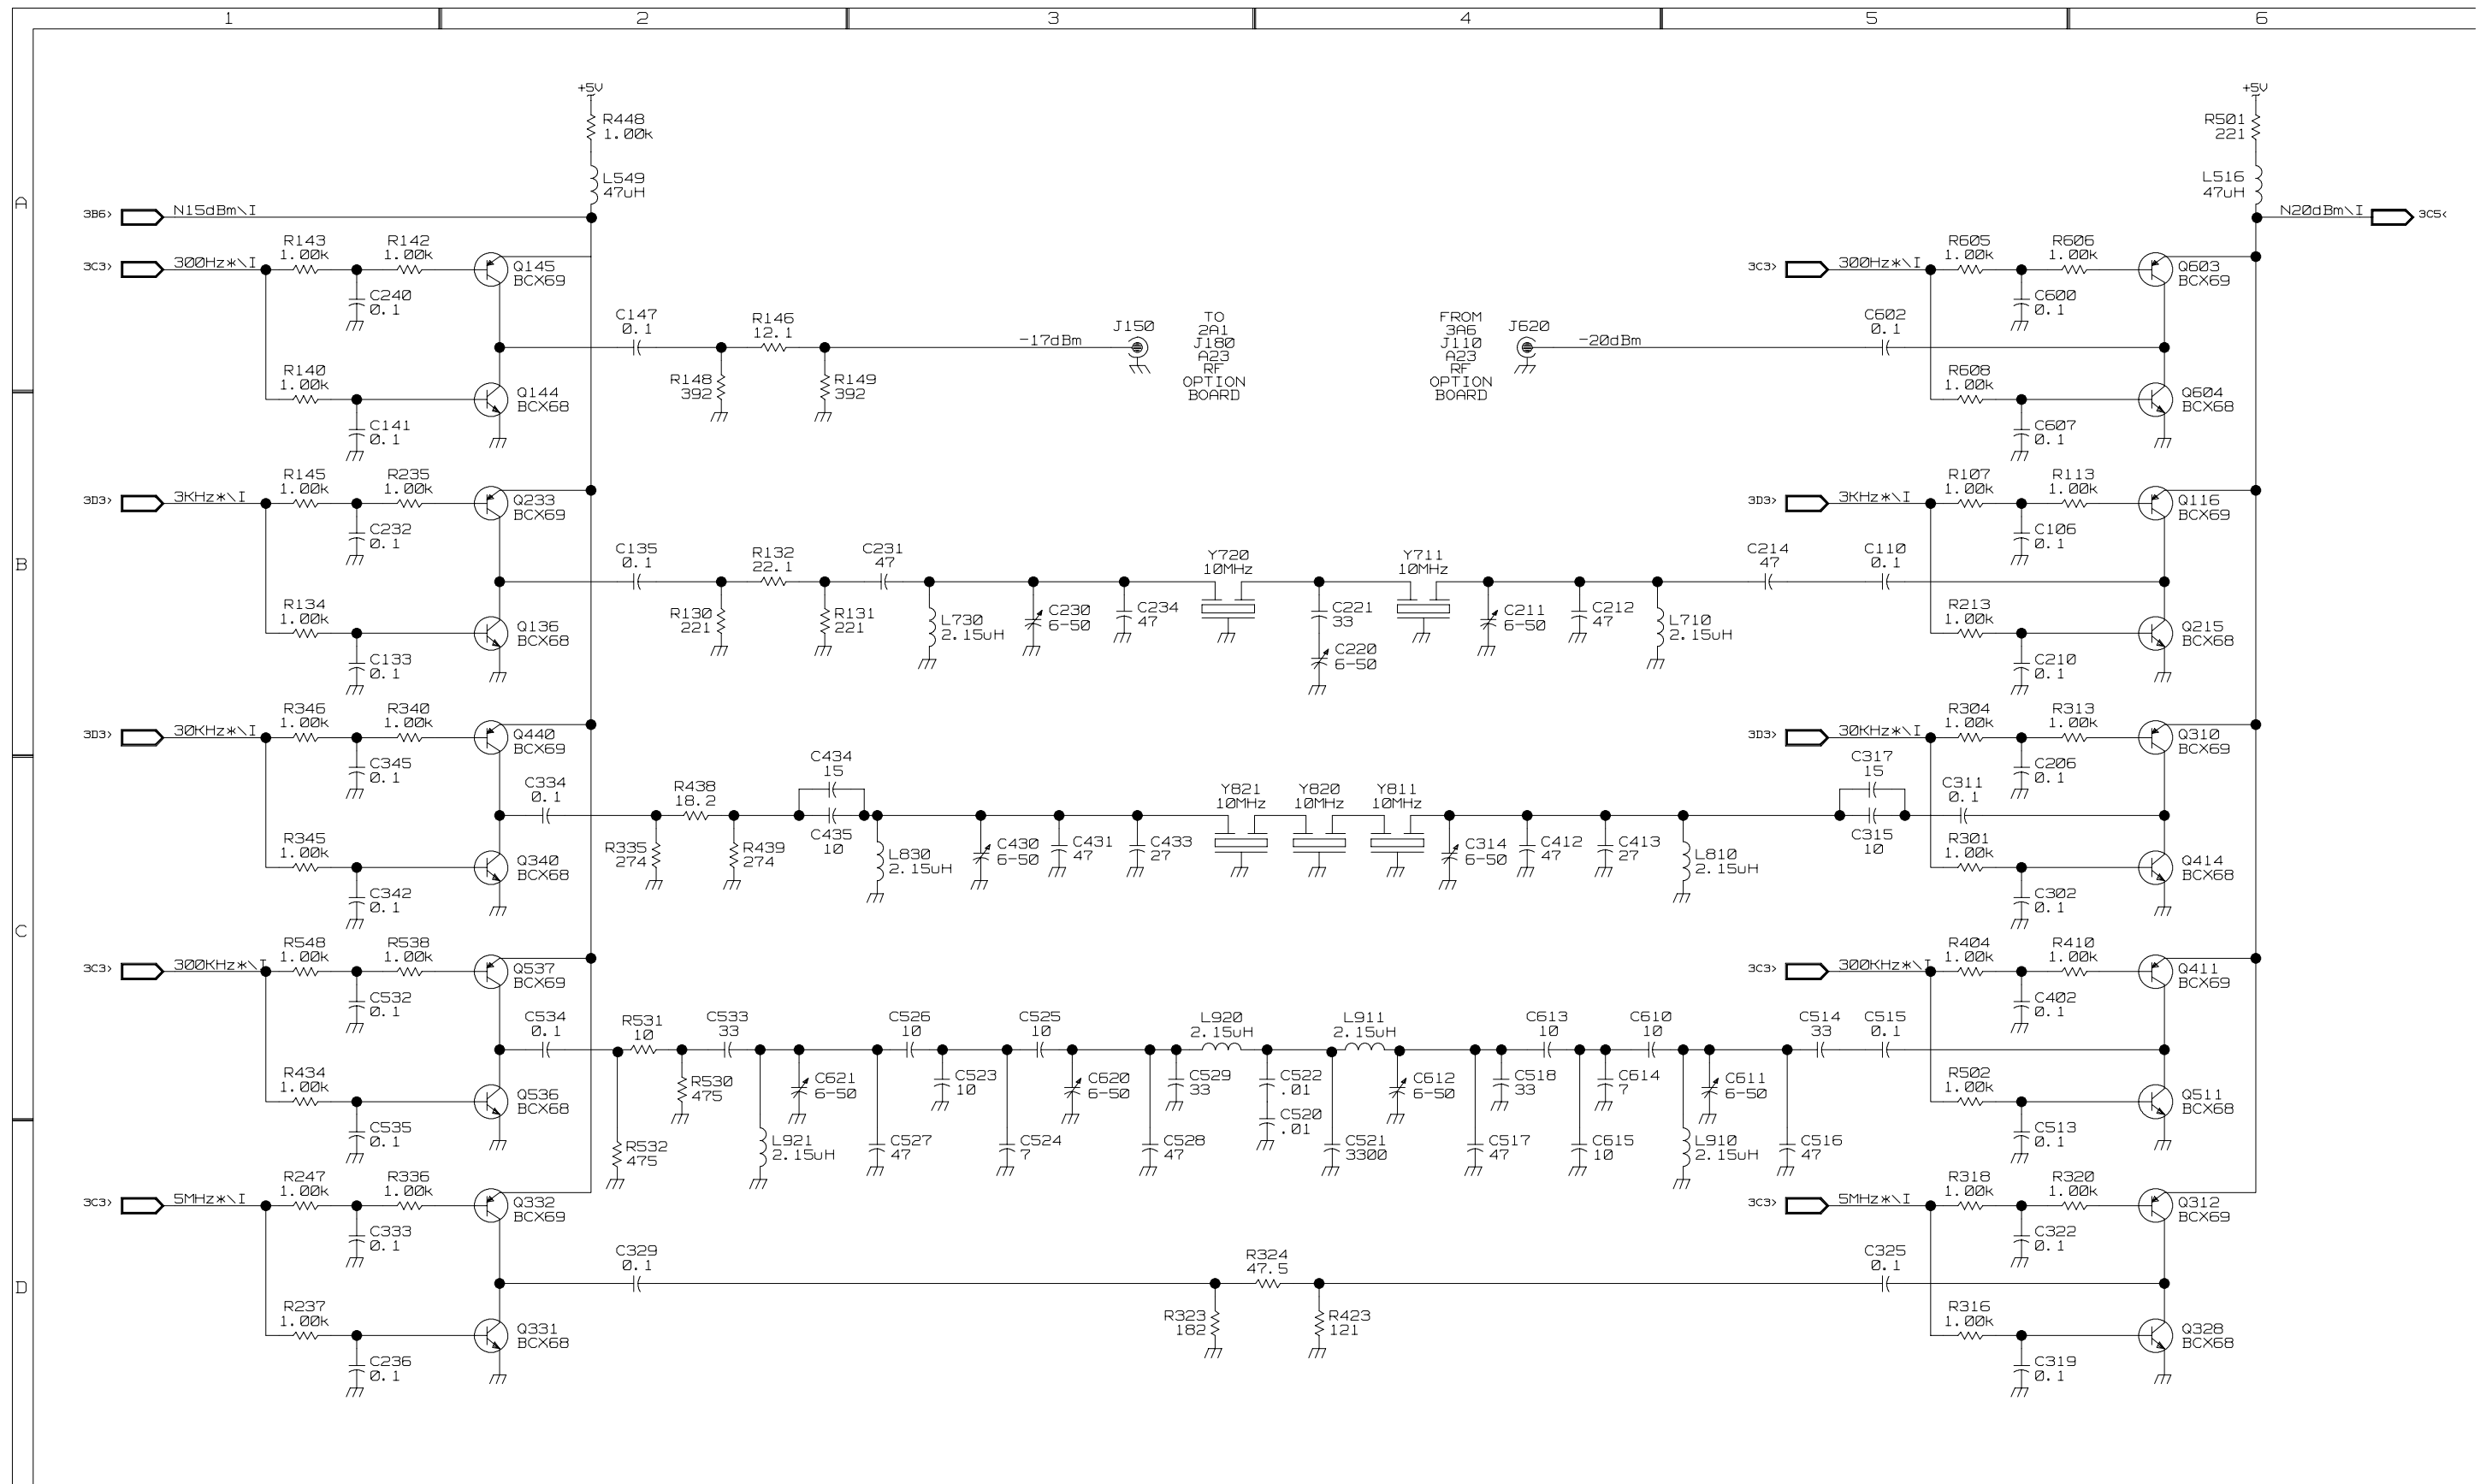 1 2 3 4 5 6
A
B
C
D
+5V
R448
1.00k
L549
47uH
+5V
R501
221
L516
47uH
3B6> N15dBm\I
N20dBm\I 3C5<
3C3> 300Hz*\I
R143
1.00k
R142
1.00k
Q145
BCX69
C240
0.1
R140
1.00k
Q144
BCX68
C141
0.1
C147
0.1
R146
12.1
R148
392
R149
392
-17dBm
J150
TO
2A1
J180
A23
RF
OPTION
BOARD
FROM
3A6
J110
A23
RF
OPTION
BOARD
J620
-20dBm
C602
0.1
3C3> 300Hz*\I
R605
1.00k
R606
1.00k
Q603
BCX69
C600
0.1
R608
1.00k
Q604
BCX68
C607
0.1
3D3> 3KHz*\I
R145
1.00k
R235
1.00k
Q233
BCX69
C232
0.1
R134
1.00k
Q136
BCX68
C133
0.1
C135
0.1
R132
22.1
R130
221
R131
221
C231
47
L730
2.15uH
C230
6-50
C234
47
Y720
10MHz
C221
33
C220
6-50
Y711
10MHz
C211
6-50
C212
47
L710
2.15uH
C214
47
C110
0.1
3D3> 3KHz*\I
R107
1.00k
R113
1.00k
Q116
BCX69
C106
0.1
R213
1.00k
Q215
BCX68
C210
0.1
3D3> 30KHz*\I
R346
1.00k
R340
1.00k
Q440
BCX69
C345
0.1
R345
1.00k
Q340
BCX68
C342
0.1
C334
0.1
R438
18.2
R335
274
R439
274
C434
15
C435
10
L830
2.15uH
C430
6-50
C431
47
C433
27
Y821
10MHz
Y820
10MHz
Y811
10MHz
C314
6-50
C412
47
C413
27
L810
2.15uH
C317
15
C315
10
C311
0.1
3D3> 30KHz*\I
R304
1.00k
R313
1.00k
Q310
BCX69
C206
0.1
R301
1.00k
Q414
BCX68
C302
0.1
3C3> 300KHz*\I
R548
1.00k
R538
1.00k
Q537
BCX69
C532
0.1
R434
1.00k
Q536
BCX68
C535
0.1
C534
0.1
R531
10
R532
475
R530
475
C533
33
L921
2.15uH
C621
6-50
C527
47
C526
10
C523
10
C524
7
C525
10
C620
6-50
C528
47
C529
33
L920
2.15uH
C522
.01
C520
.01
C521
3300
L911
2.15uH
C612
6-50
C517
47
C518
33
C613
10
C615
10
C614
7
C610
10
L910
2.15uH
C611
6-50
C516
47
C514
33
C515
0.1
3C3> 300KHz*\I
R404
1.00k
R410
1.00k
Q411
BCX69
C402
0.1
R502
1.00k
Q511
BCX68
C513
0.1
3C3> 5MHz*\I
R247
1.00k
R336
1.00k
Q332
BCX69
C333
0.1
R237
1.00k
Q331
BCX68
C236
0.1
C329
0.1
R323
182
R324
47.5
R423
121
C325
0.1
3C3> 5MHz*\I
R318
1.00k
R320
1.00k
Q312
BCX69
C322
0.1
R316
1.00k
Q328
BCX68
C319
0.1